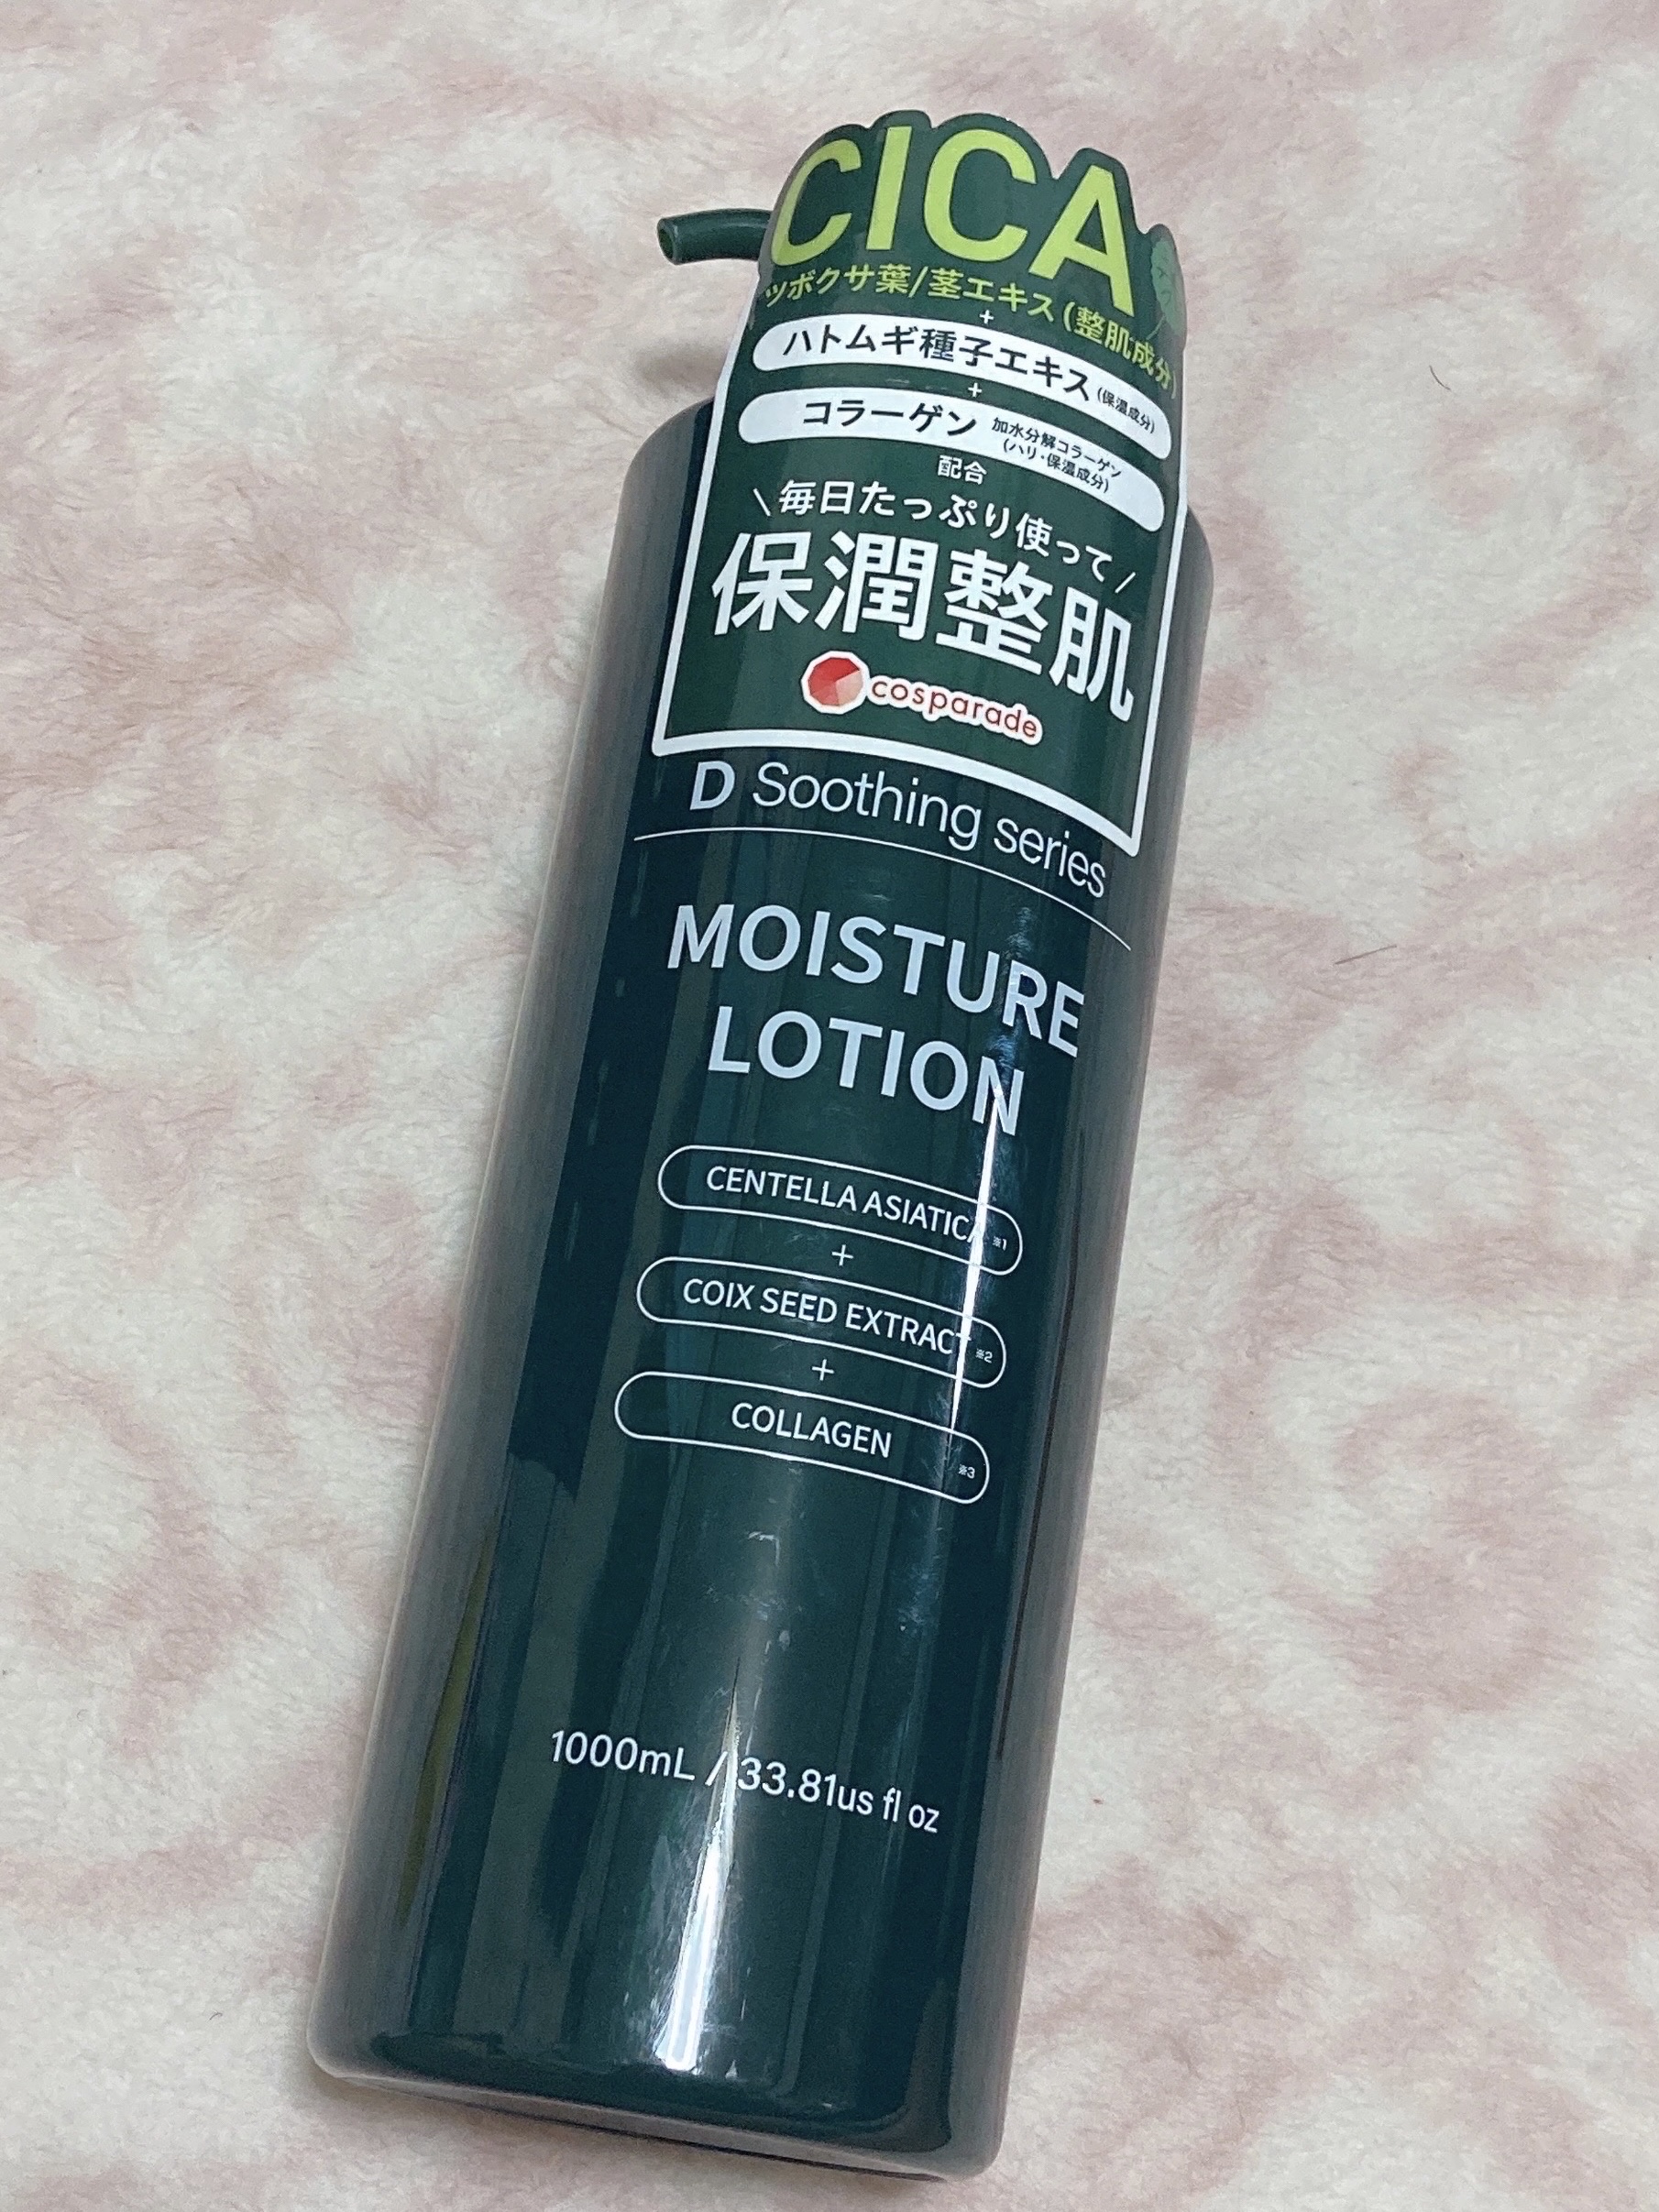 CICA
ツボクサ葉/茎エキス(整肌成分)
+
ハトムギ種子エキス(保湿成分)
+
コラーゲン 加水分解コラーゲン
(ハリ・保湿成分)
配合
\毎日たっぷり使って/
保潤整肌
cosparade
D Soothing series
MOISTURE
LOTION
CENTELLA ASIATICA ※1
+
COIX SEED EXTRACT ※2
+
COLLAGEN ※3
1000mL / 33.81us fl oz